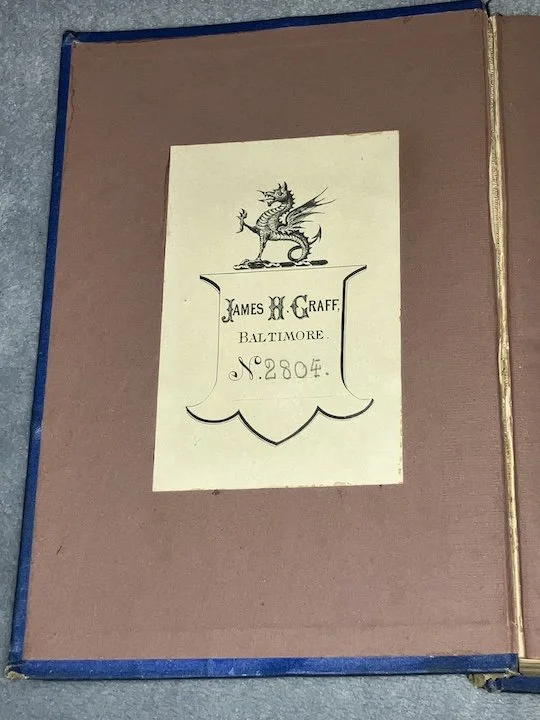 James H. Graff,
Baltimore.
No. 2804.